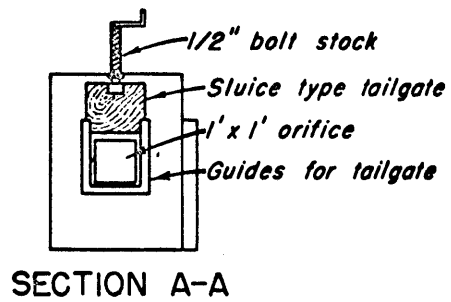 1/2" bolt stock
Sluice type tailgate
1'x 1' orifice
Guides for tailgate
SECTION A-A